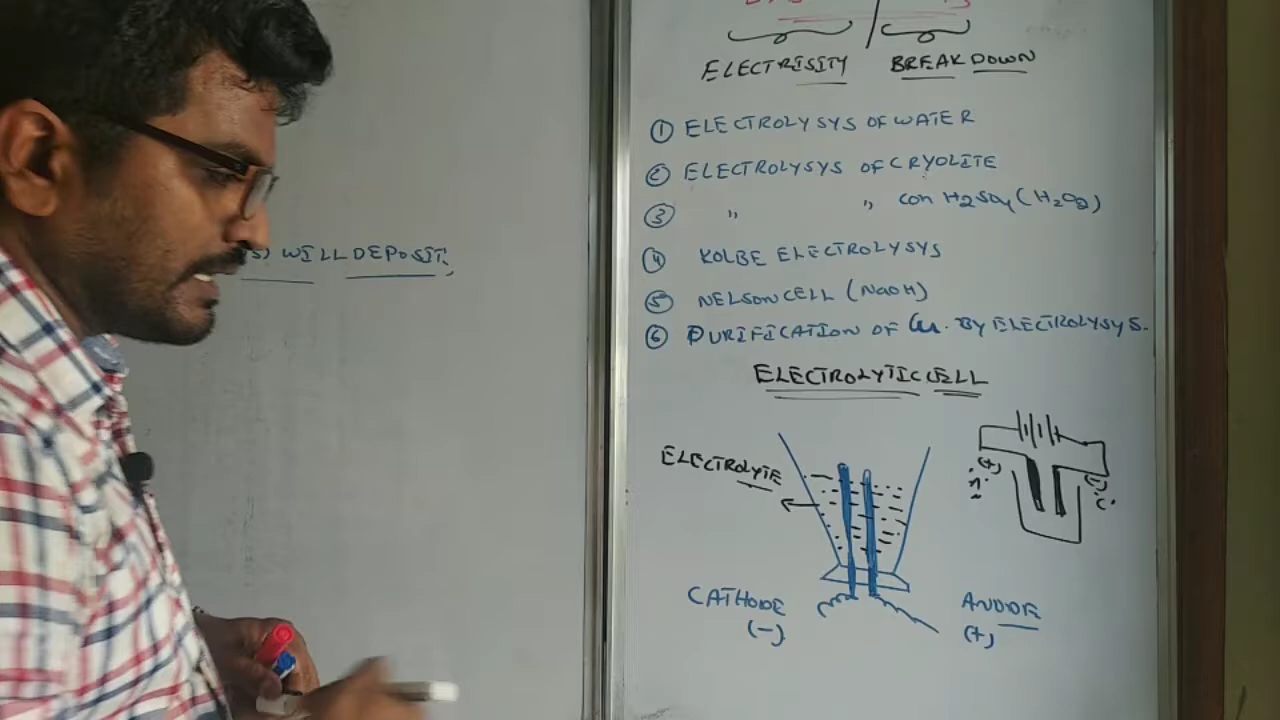 WILL DEPOSIT,
ELECTRISITY / BREAK DOWN
① ELECTROLYSYS OF WATER
② ELECTROLYSYS OF CRYOLITE
③ " " con H2SO4 (H2O2)
④ KOLBE ELECTROLYSYS
⑤ NELSON CELL (NaOH)
⑥ PURIFICATION OF Cu. BY ELECTROLYSYS.
ELECTROLYTIC CELL
ELECTROLYTE
(+) (-)
CATHODE ANODE
(-) (+)